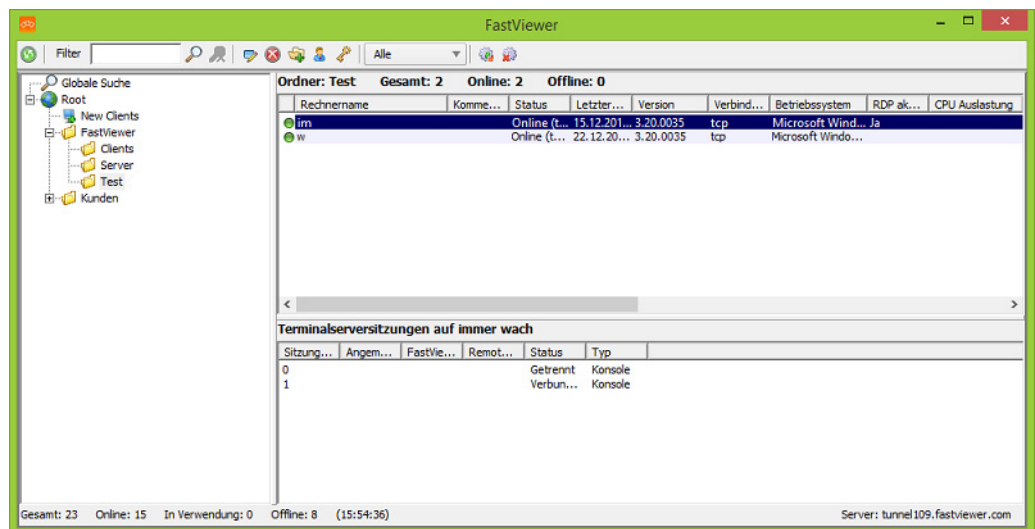 FastViewer
Filter Alle
Globale Suche
Root
New Clients
FastViewer
Clients
Server
Test
Kunden
Ordner: Test Gesamt: 2 Online: 2 Offline: 0
Rechnername Komme... Status Letzter... Version Verbind... Betriebssystem RDP ak... CPU Auslastung
im Online (t... 15.12.201... 3.20.0035 tcp Microsoft Wind... Ja
w Online (t... 22.12.20... 3.20.0035 tcp Microsoft Windo...
Terminalserversitzungen auf immer wach
Sitzung... Angem... FastVie... Remot... Status Typ
0 Getrennt Konsole
1 Verbun... Konsole
Gesamt: 23 Online: 15 In Verwendung: 0 Offline: 8 (15:54:36) Server: tunnel109.fastviewer.com